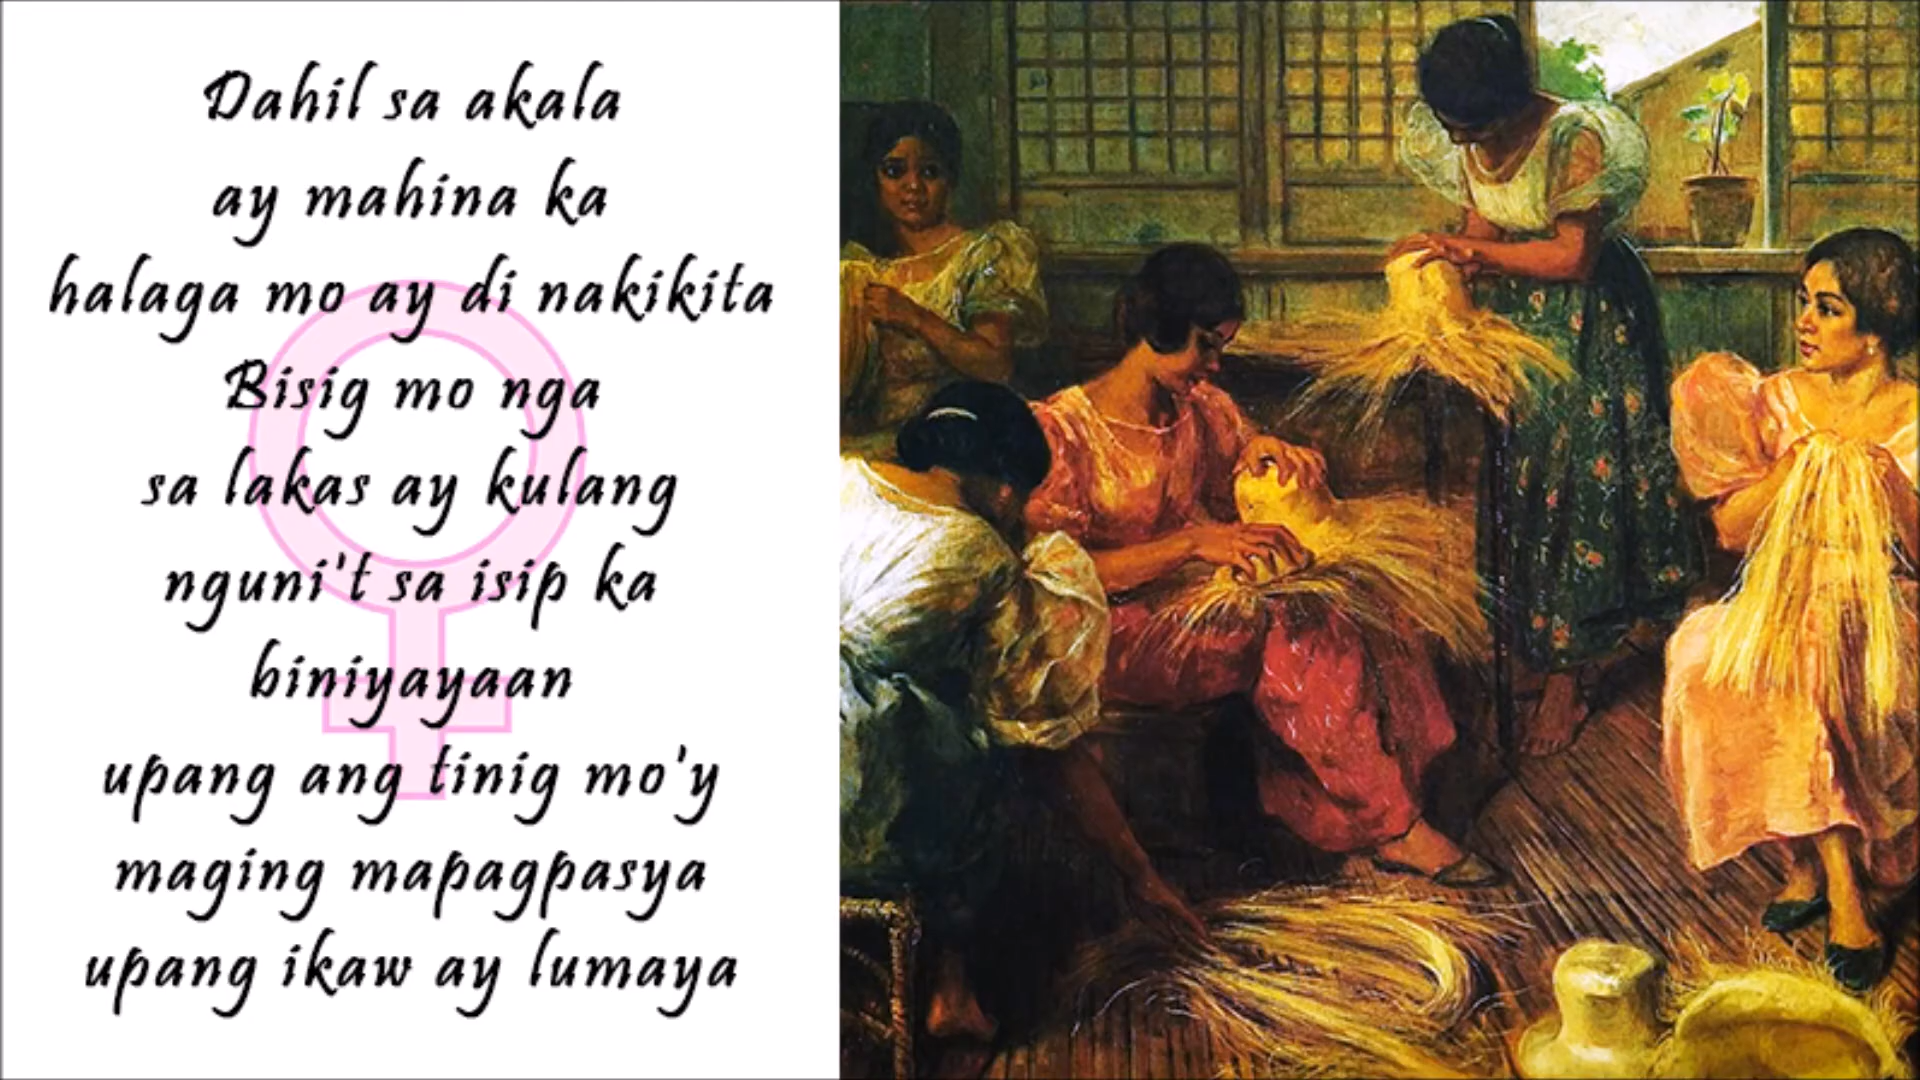 Dahil sa akala
ay mahina ka
halaga mo ay di nakikita
Bisig mo nga
sa lakas ay kulang
nguni't sa isip ka
biniyayaan
upang ang tinig mo'y
maging mapagpasya
upang ikaw ay lumaya